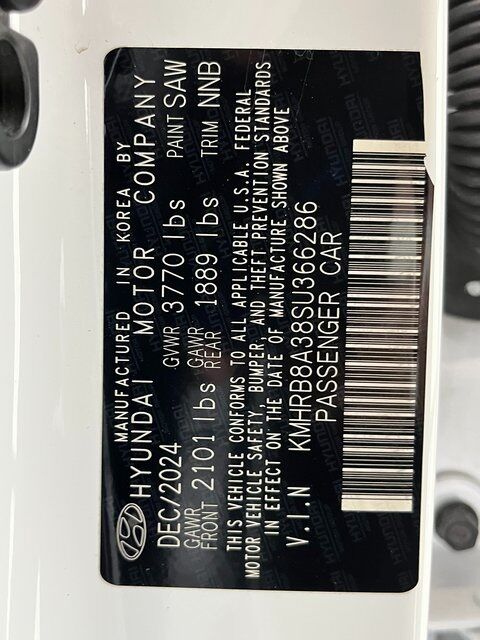 MANUFACTURED IN KOREA BY
HYUNDAI MOTOR COMPANY
DEC/2024 GVWR 3770 lbs PAINT SAW
GAWR FRONT 2101 lbs GAWR REAR 1889 lbs TRIM NNB
THIS VEHICLE CONFORMS TO ALL APPLICABLE U.S.A. FEDERAL
MOTOR VEHICLE SAFETY, BUMPER, AND THEFT PREVENTION STANDARDS
IN EFFECT ON THE DATE OF MANUFACTURE SHOWN ABOVE
V.I.N KMHRB8A38SU366286
PASSENGER CAR